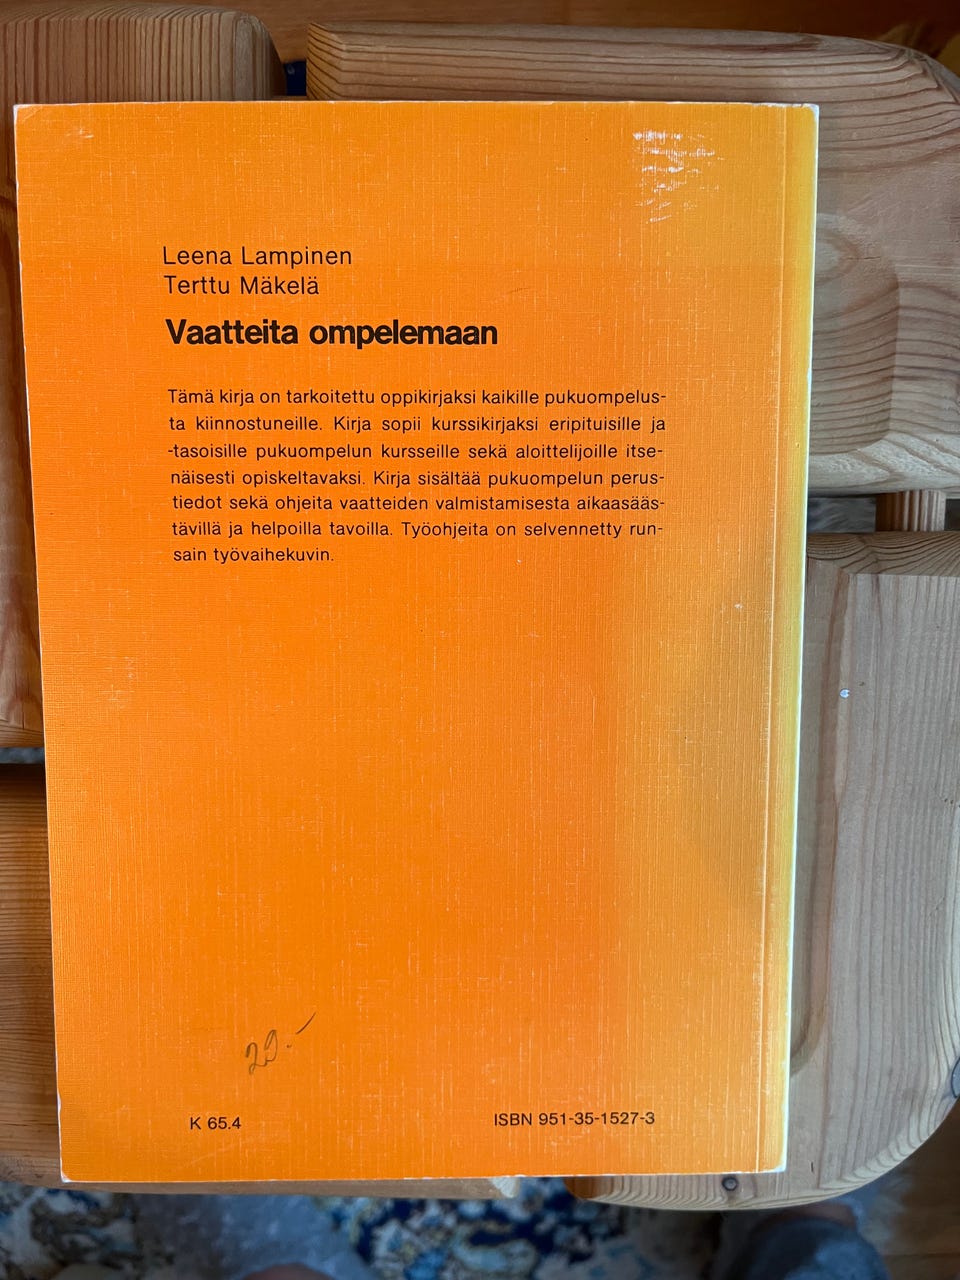 Leena Lampinen
Terttu Mäkelä
Vaatteita ompelemaan
Tämä kirja on tarkoitettu oppikirjaksi kaikille pukuompelus-
ta kiinnostuneille. Kirja sopii kurssikirjaksi eripituisille ja
-tasoisille pukuompelun kursseille sekä aloittelijoille itse-
näisesti opiskeltavaksi. Kirja sisältää pukuompelun perus-
tiedot sekä ohjeita vaatteiden valmistamisesta aikaasääs-
tävillä ja helpoilla tavoilla. Työohjeita on selvennetty run-
sain työvaihekuvin.
20.-
K 65.4
ISBN 951-35-1527-3